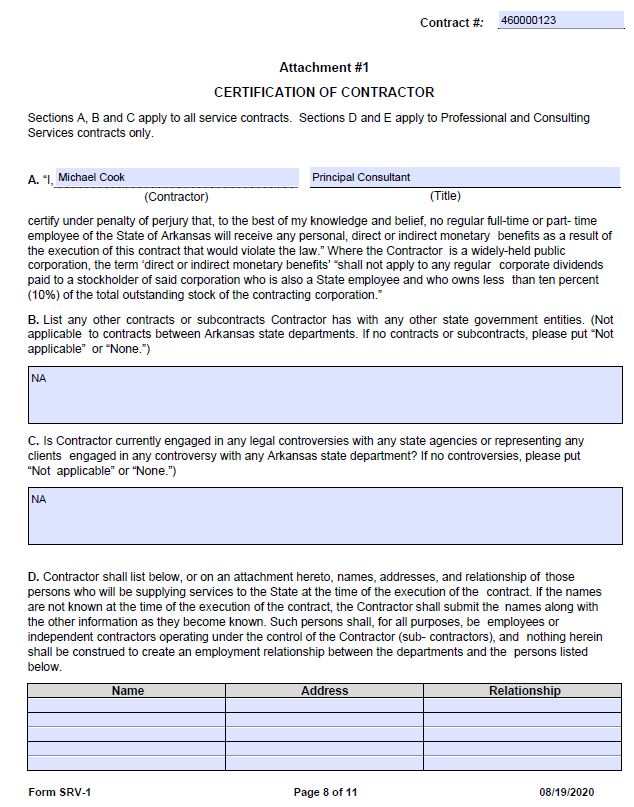 Contract #: 460000123
Attachment #1
CERTIFICATION OF CONTRACTOR
Sections A, B and C apply to all service contracts. Sections D and E apply to Professional and Consulting
Services contracts only.
A. “I, Michael Cook Principal Consultant
(Contractor) (Title)
certify under penalty of perjury that, to the best of my knowledge and belief, no regular full-time or part- time
employee of the State of Arkansas will receive any personal, direct or indirect monetary benefits as a result of
the execution of this contract that would violate the law.” Where the Contractor is a widely-held public
corporation, the term ‘direct or indirect monetary benefits’ “shall not apply to any regular corporate dividends
paid to a stockholder of said corporation who is also a State employee and who owns less than ten percent
(10%) of the total outstanding stock of the contracting corporation.”
B. List any other contracts or subcontracts Contractor has with any other state government entities. (Not
applicable to contracts between Arkansas state departments. If no contracts or subcontracts, please put “Not
applicable” or “None.”)
NA
C. Is Contractor currently engaged in any legal controversies with any state agencies or representing any
clients engaged in any controversy with any Arkansas state department? If no controversies, please put
“Not applicable” or “None.”)
NA
D. Contractor shall list below, or on an attachment hereto, names, addresses, and relationship of those
persons who will be supplying services to the State at the time of the execution of the contract. If the names
are not known at the time of the execution of the contract, the Contractor shall submit the names along with
the other information as they become known. Such persons shall, for all purposes, be employees or
independent contractors operating under the control of the Contractor (sub- contractors), and nothing herein
shall be construed to create an employment relationship between the departments and the persons listed
below.
Name Address Relationship
Form SRV-1 Page 8 of 11 08/19/2020